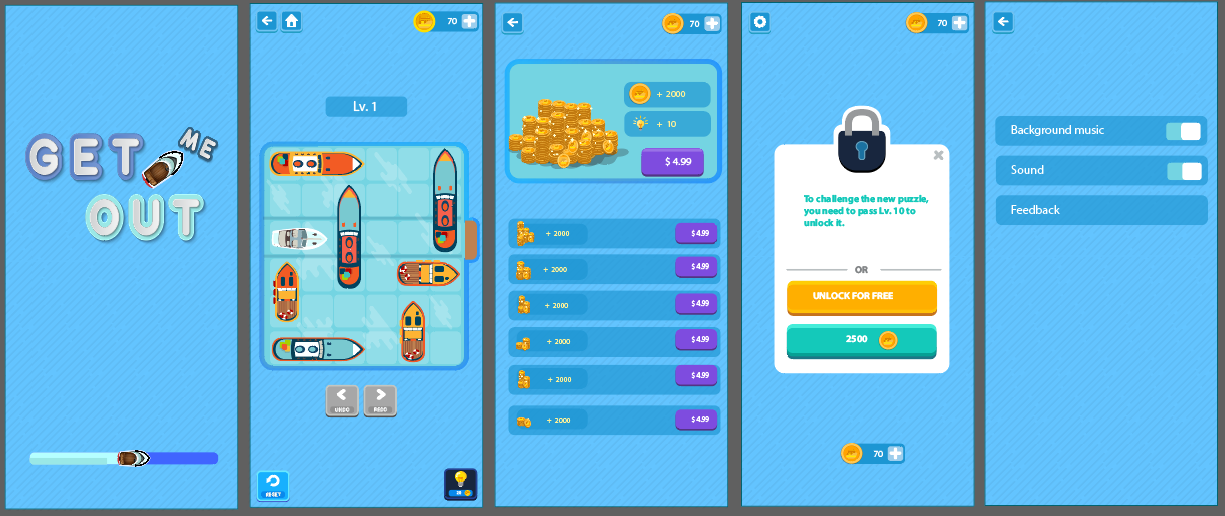 GET ME
OUT
70
Lv. 1
UNDO
REDO
RESET
70
+ 2000
+ 10
$ 4.99
+ 2000
$ 4.99
+ 2000
$ 4.99
+ 2000
$ 4.99
+ 2000
$ 4.99
+ 2000
$ 4.99
+ 2000
$ 4.99
70
To challenge the new puzzle,
you need to pass Lv. 10 to
unlock it.
OR
UNLOCK FOR FREE
2500
70
Background music
Sound
Feedback